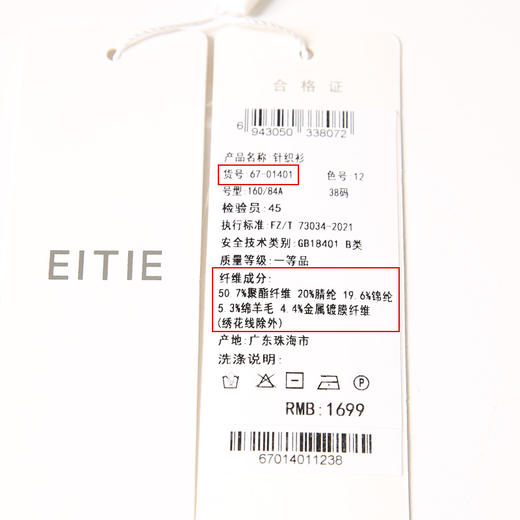 EITIE
合格证
6 943050 338072
产品名称:针织衫
货号:67-01401 色号:12
号型:160/84A 38码
检验员:45
执行标准:FZ/T 73034-2021
安全技术类别:GB18401 B类
质量等级:一等品
纤维成分:
50.7%聚酯纤维 20%腈纶 19.6%锦纶
5.3%绵羊毛 4.4%金属镀膜纤维
(绣花线除外)
产地:广东珠海市
洗涤说明:
RMB:1699
67014011238